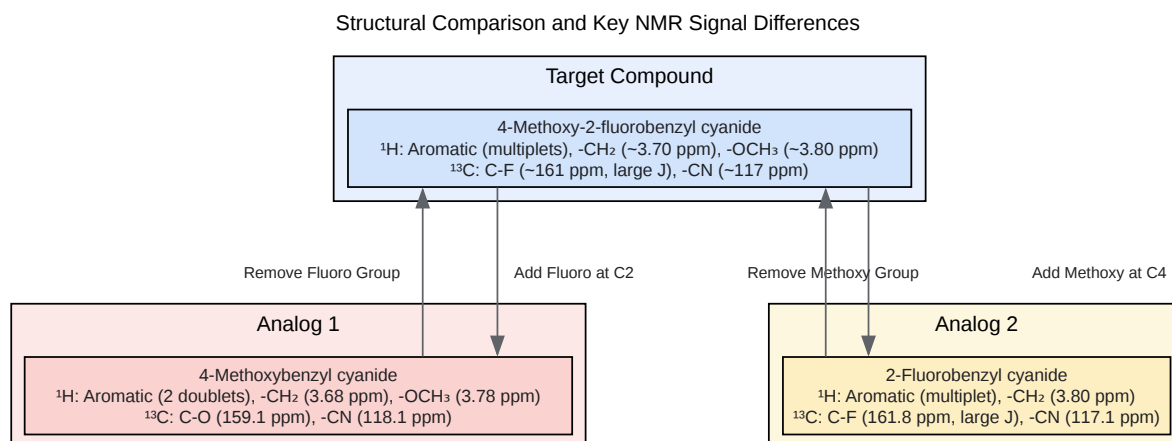 Structural Comparison and Key NMR Signal Differences
Target Compound
4-Methoxy-2-fluorobenzyl cyanide
¹H: Aromatic (multiplets), -CH₂ (~3.70 ppm), -OCH₃ (~3.80 ppm)
¹³C: C-F (~161 ppm, large J), -CN (~117 ppm)
Remove Fluoro Group
Add Fluoro at C2
Remove Methoxy Group
Add Methoxy at C4
Analog 1
4-Methoxybenzyl cyanide
¹H: Aromatic (2 doublets), -CH₂ (3.68 ppm), -OCH₃ (3.78 ppm)
¹³C: C-O (159.1 ppm), -CN (118.1 ppm)
Analog 2
2-Fluorobenzyl cyanide
¹H: Aromatic (multiplet), -CH₂ (3.80 ppm)
¹³C: C-F (161.8 ppm, large J), -CN (117.1 ppm)